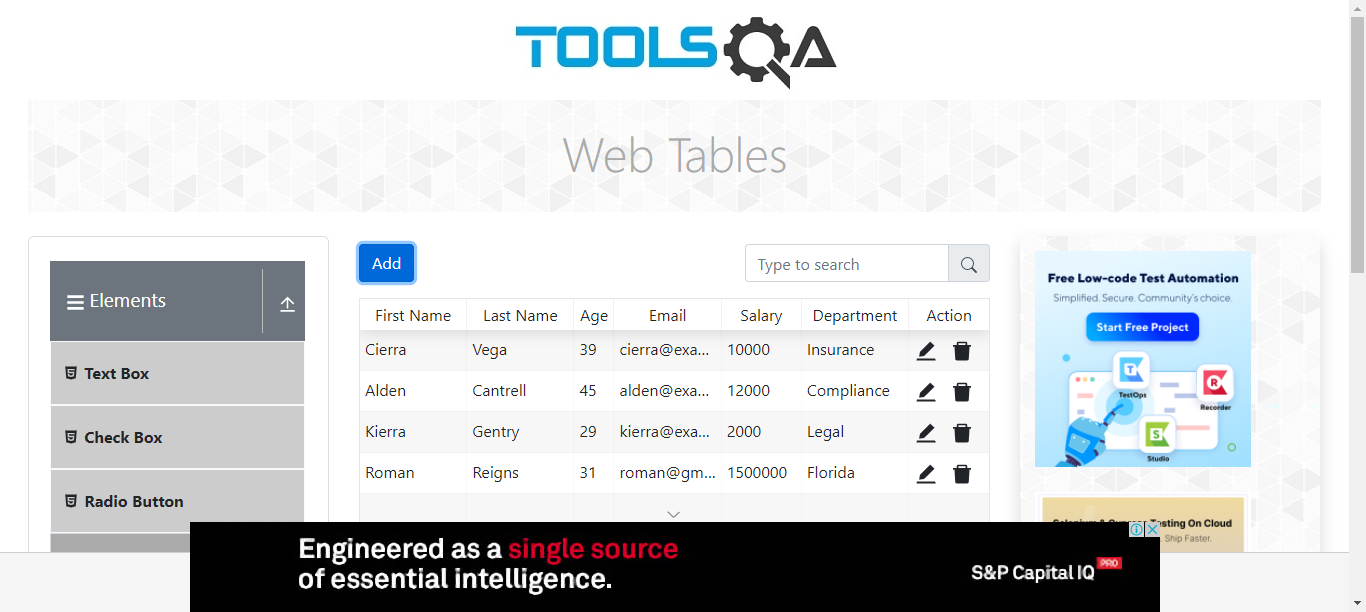 TOOLSQA
Web Tables
Elements
Text Box
Check Box
Radio Button
Add
Type to search
First Name Last Name Age Email Salary Department Action
Cierra Vega 39 cierra@exa... 10000 Insurance
Alden Cantrell 45 alden@exa... 12000 Compliance
Kierra Gentry 29 kierra@exa... 2000 Legal
Roman Reigns 31 roman@gm... 1500000 Florida
Free Low-code Test Automation
Simplified. Secure. Community's choice.
Start Free Project
TestOps
Recorder
Studio
Testing On Cloud
Ship Faster.
Engineered as a single source
of essential intelligence.
S&P Capital IQ PRO